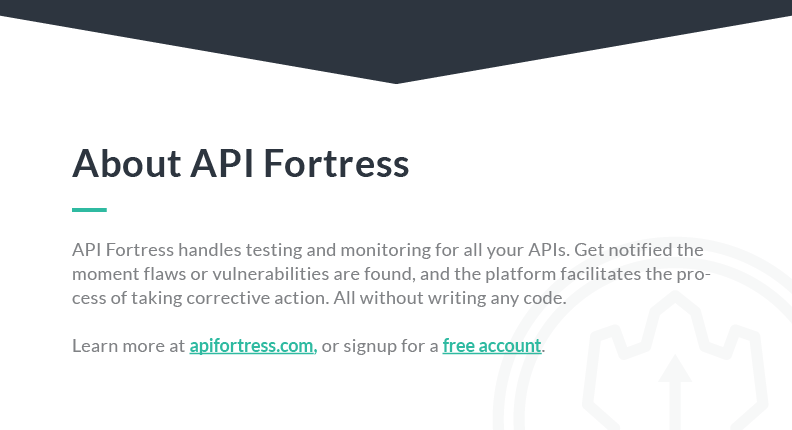 About API Fortress
API Fortress handles testing and monitoring for all your APIs. Get notified the
moment flaws or vulnerabilities are found, and the platform facilitates the pro-
cess of taking corrective action. All without writing any code.
Learn more at apifortress.com, or signup for a free account.